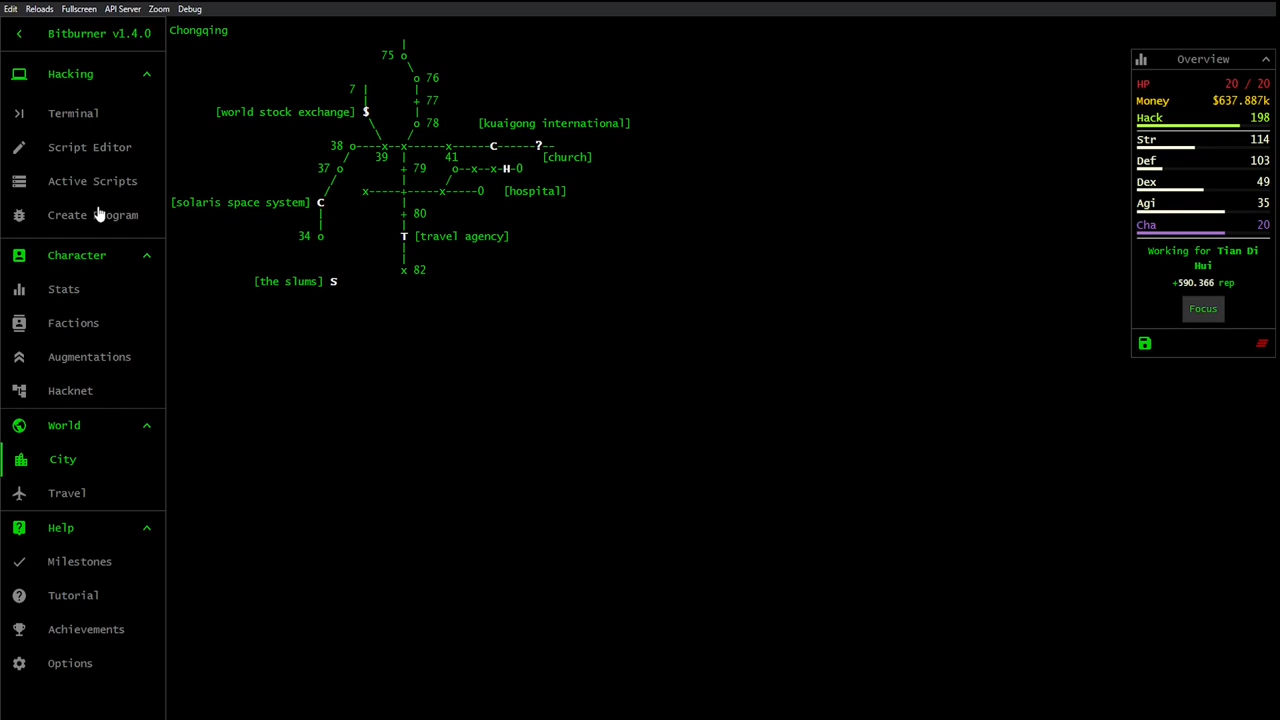 Edit Reloads Fullscreen API Server Zoom Debug
Bitburner v1.4.0
Hacking
Terminal
Script Editor
Active Scripts
Character
Stats
Factions
Augmentations
Hacknet
World
City
Travel
Help
Milestones
Tutorial
Achievements
Options
Chongqing
75 o
o 76
7
+ 77
[world stock exchange] $
o 78 [kuaigong international]
38 o----x--x-----x------C------?--
39 41 [church]
37 o + 79 o--x--x-H-O
x-----+-----x-----O [hospital]
[solaris space system] C
+ 80
34 o T [travel agency]
x 82
[the slums] S
Overview
HP 20 / 20
Money $637.887k
Hack 198
Str 114
Def 103
Dex 49
Agi 35
Cha 20
Working for Tian Di
Hui
+590.366 rep
Focus